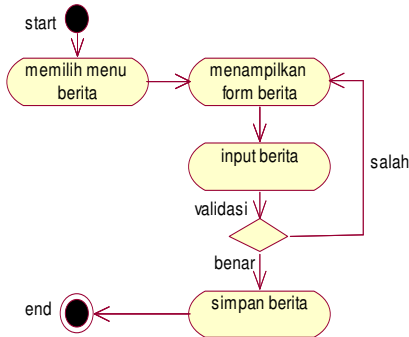 start
memilih menu
berita
menampilkan
form berita
input berita
salah
validasi
benar
simpan berita
end